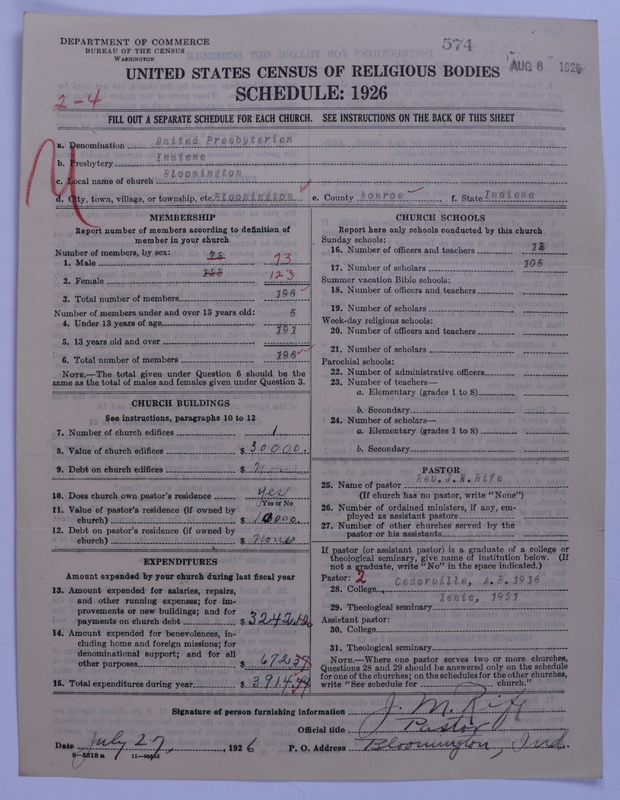 DEPARTMENT OF COMMERCE
BUREAU OF THE CENSUS
WASHINGTON
574
AUG 8 1926
UNITED STATES CENSUS OF RELIGIOUS BODIES
SCHEDULE: 1926
2-4
FILL OUT A SEPARATE SCHEDULE FOR EACH CHURCH. SEE INSTRUCTIONS ON THE BACK OF THIS SHEET
a. Denomination United Presbyterian
b. Presbytery Indiana
c. Local name of church Bloomington
d. City, town, village, or township, etc. Bloomington e. County Monroe f. State Indiana
MEMBERSHIP
Report number of members according to definition of
member in your church
Number of members, by sex:
1. Male 73
2. Female 123
3. Total number of members 196
Number of members under and over 13 years old:
4. Under 13 years of age 5
5. 13 years old and over 191
6. Total number of members 196
NOTE.—The total given under Question 6 should be the
same as the total of males and females given under Question 3.
CHURCH BUILDINGS
See instructions, paragraphs 10 to 12
7. Number of church edifices 1
8. Value of church edifices $ 30000.
9. Debt on church edifices $
10. Does church own pastor's residence yes
Yes or No
11. Value of pastor's residence (if owned by
church) $ 10000.
12. Debt on pastor's residence (if owned by
church) $ None
EXPENDITURES
Amount expended by your church during last fiscal year
13. Amount expended for salaries, repairs,
and other running expenses; for im-
provements or new buildings; and for
payments on church debt $ 3242.12
14. Amount expended for benevolences, in-
cluding home and foreign missions; for
denominational support; and for all
other purposes $ 672.37
15. Total expenditures during year $ 3914.49
CHURCH SCHOOLS
Report here only schools conducted by this church
Sunday schools:
16. Number of officers and teachers
17. Number of scholars 105
Summer vacation Bible schools:
18. Number of officers and teachers
19. Number of scholars
Week-day religious schools:
20. Number of officers and teachers
21. Number of scholars
Parochial schools:
22. Number of administrative officers
23. Number of teachers—
a. Elementary (grades 1 to 8)
b. Secondary
24. Number of scholars—
a. Elementary (grades 1 to 8)
b. Secondary
PASTOR
25. Name of pastor Rev. J. M. Rife
(If church has no pastor, write "None")
26. Number of ordained ministers, if any, em-
ployed as assistant pastors
27. Number of other churches served by the
pastor or his assistants
If pastor (or assistant pastor) is a graduate of a college or
theological seminary, give name of institution below. (If
not a graduate, write "No" in the space indicated.)
Pastor: 2
28. College Cedarville, A.B. 1915
29. Theological seminary Xenia, 1921
Assistant pastor:
30. College
31. Theological seminary
NOTE.—Where one pastor serves two or more churches,
Questions 28 and 29 should be answered only on the schedule
for one of the churches; on the schedules for the other churches,
write "See schedule for church."
Signature of person furnishing information J. M. Rife
Official title Pastor
Date July 27, 1926 P. O. Address Bloomington, Ind.